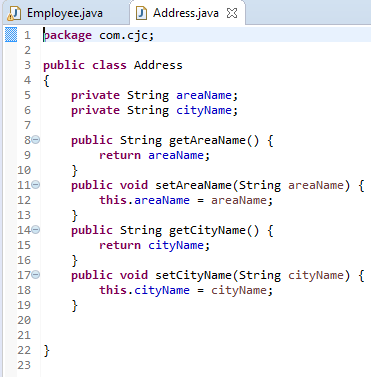 Employee.java Address.java
1 package com.cjc;
2
3 public class Address
4 {
5 private String areaName;
6 private String cityName;
7
8 public String getAreaName() {
9 return areaName;
10 }
11 public void setAreaName(String areaName) {
12 this.areaName = areaName;
13 }
14 public String getCityName() {
15 return cityName;
16 }
17 public void setCityName(String cityName) {
18 this.cityName = cityName;
19 }
20
21
22 }
23